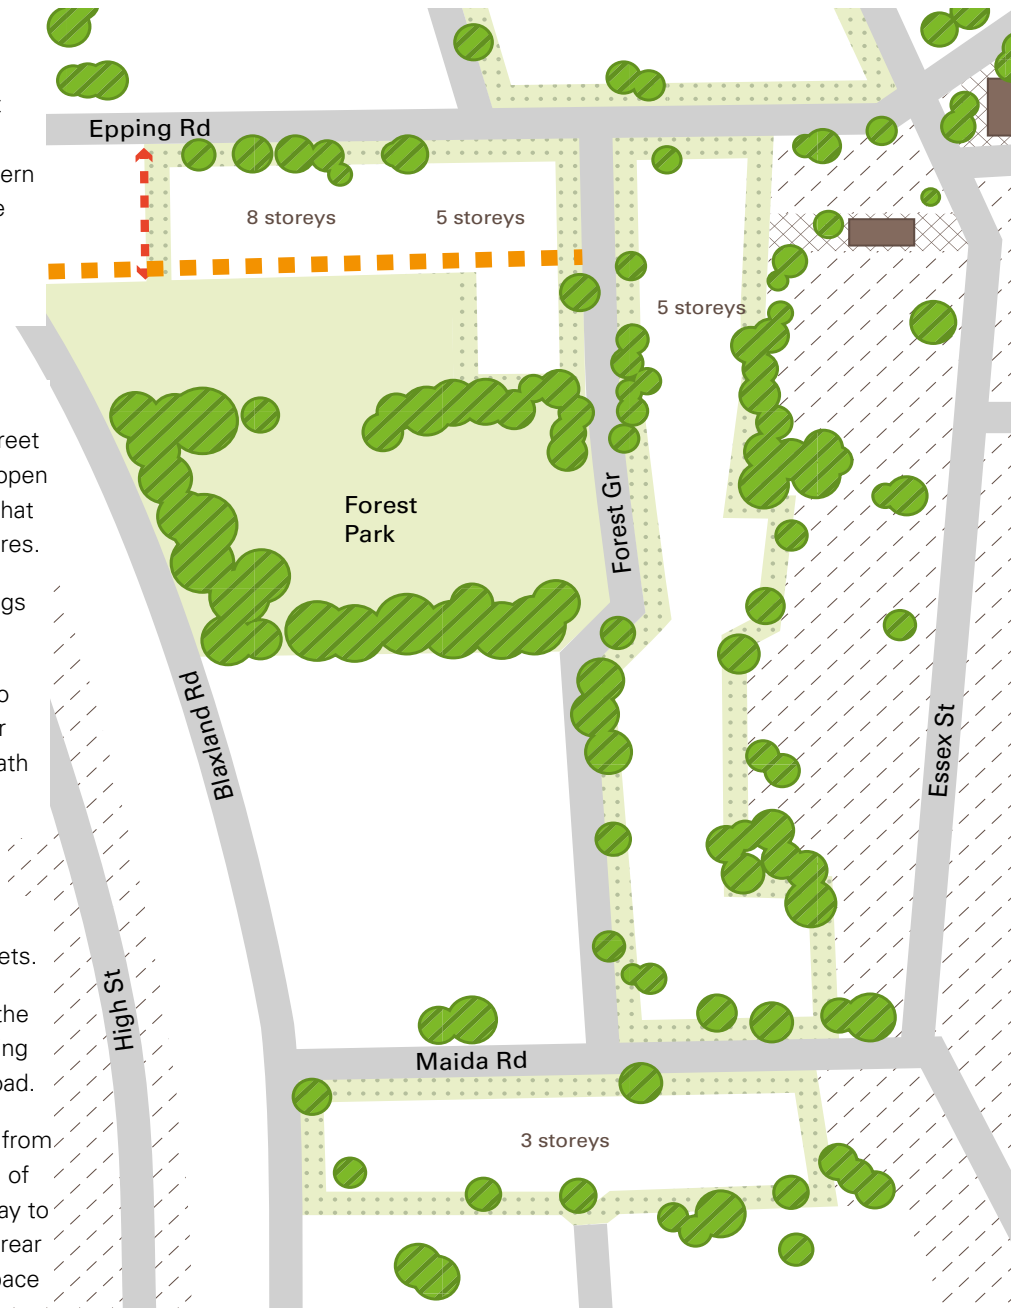 ern
Epping Rd
8 storeys
5 storeys
5 storeys
reet
open
hat
res.
Forest
Park
Forest Gr
gs
Blaxland Rd
Essex St
o
r
ath
ets.
High St
the
ing
oad.
Maida Rd
from
of
ay to
rear
pace
3 storeys